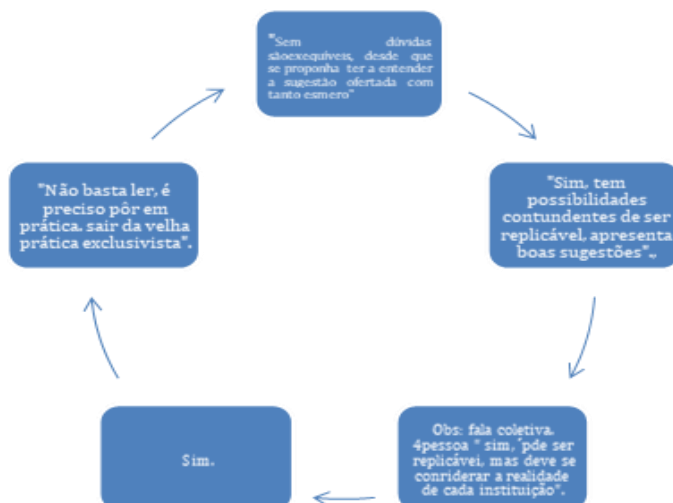 "Sem dúvidas
sãoexequíveis, desde que
se proponha ter a entender
a sugestão ofertada com
tanto esmero"
"Sim, tem
possibilidades
contundentes de ser
replicável, apresenta
boas sugestões".,
Obs: fala coletiva.
4pessoa " sim, ´pde ser
replicávei, mas deve se
conriderar a realidade
de cada instituição".
Sim.
"Não basta ler, é
preciso pôr em
prática. sair da velha
prática exclusivista".